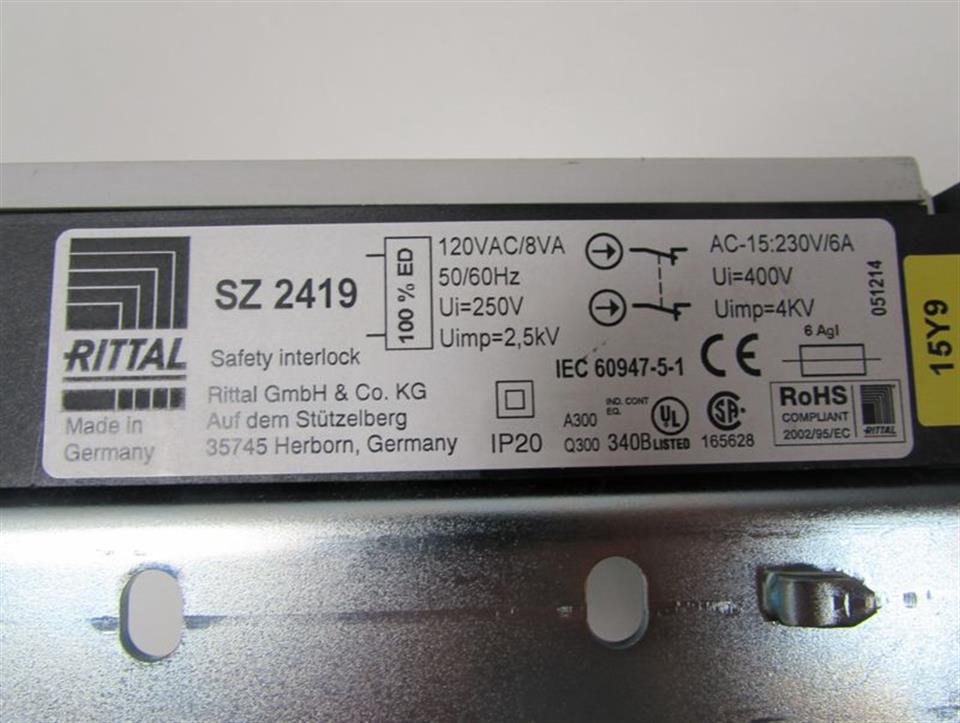 RITTAL
Made in
Germany
SZ 2419
Safety interlock
Rittal GmbH & Co. KG
Auf dem Stützelberg
35745 Herborn, Germany
100 % ED
120VAC/8VA
50/60Hz
Ui=250V
Uimp=2,5kV
AC-15:230V/6A
Ui=400V
Uimp=4KV
IEC 60947-5-1
CE
6 Agl
IP20
IND. CONT
EQ.
A300
Q300
340B
UL
LISTED
SA
165628
RoHS
COMPLIANT
2002/95/EC
RITTAL
051214
15Y9